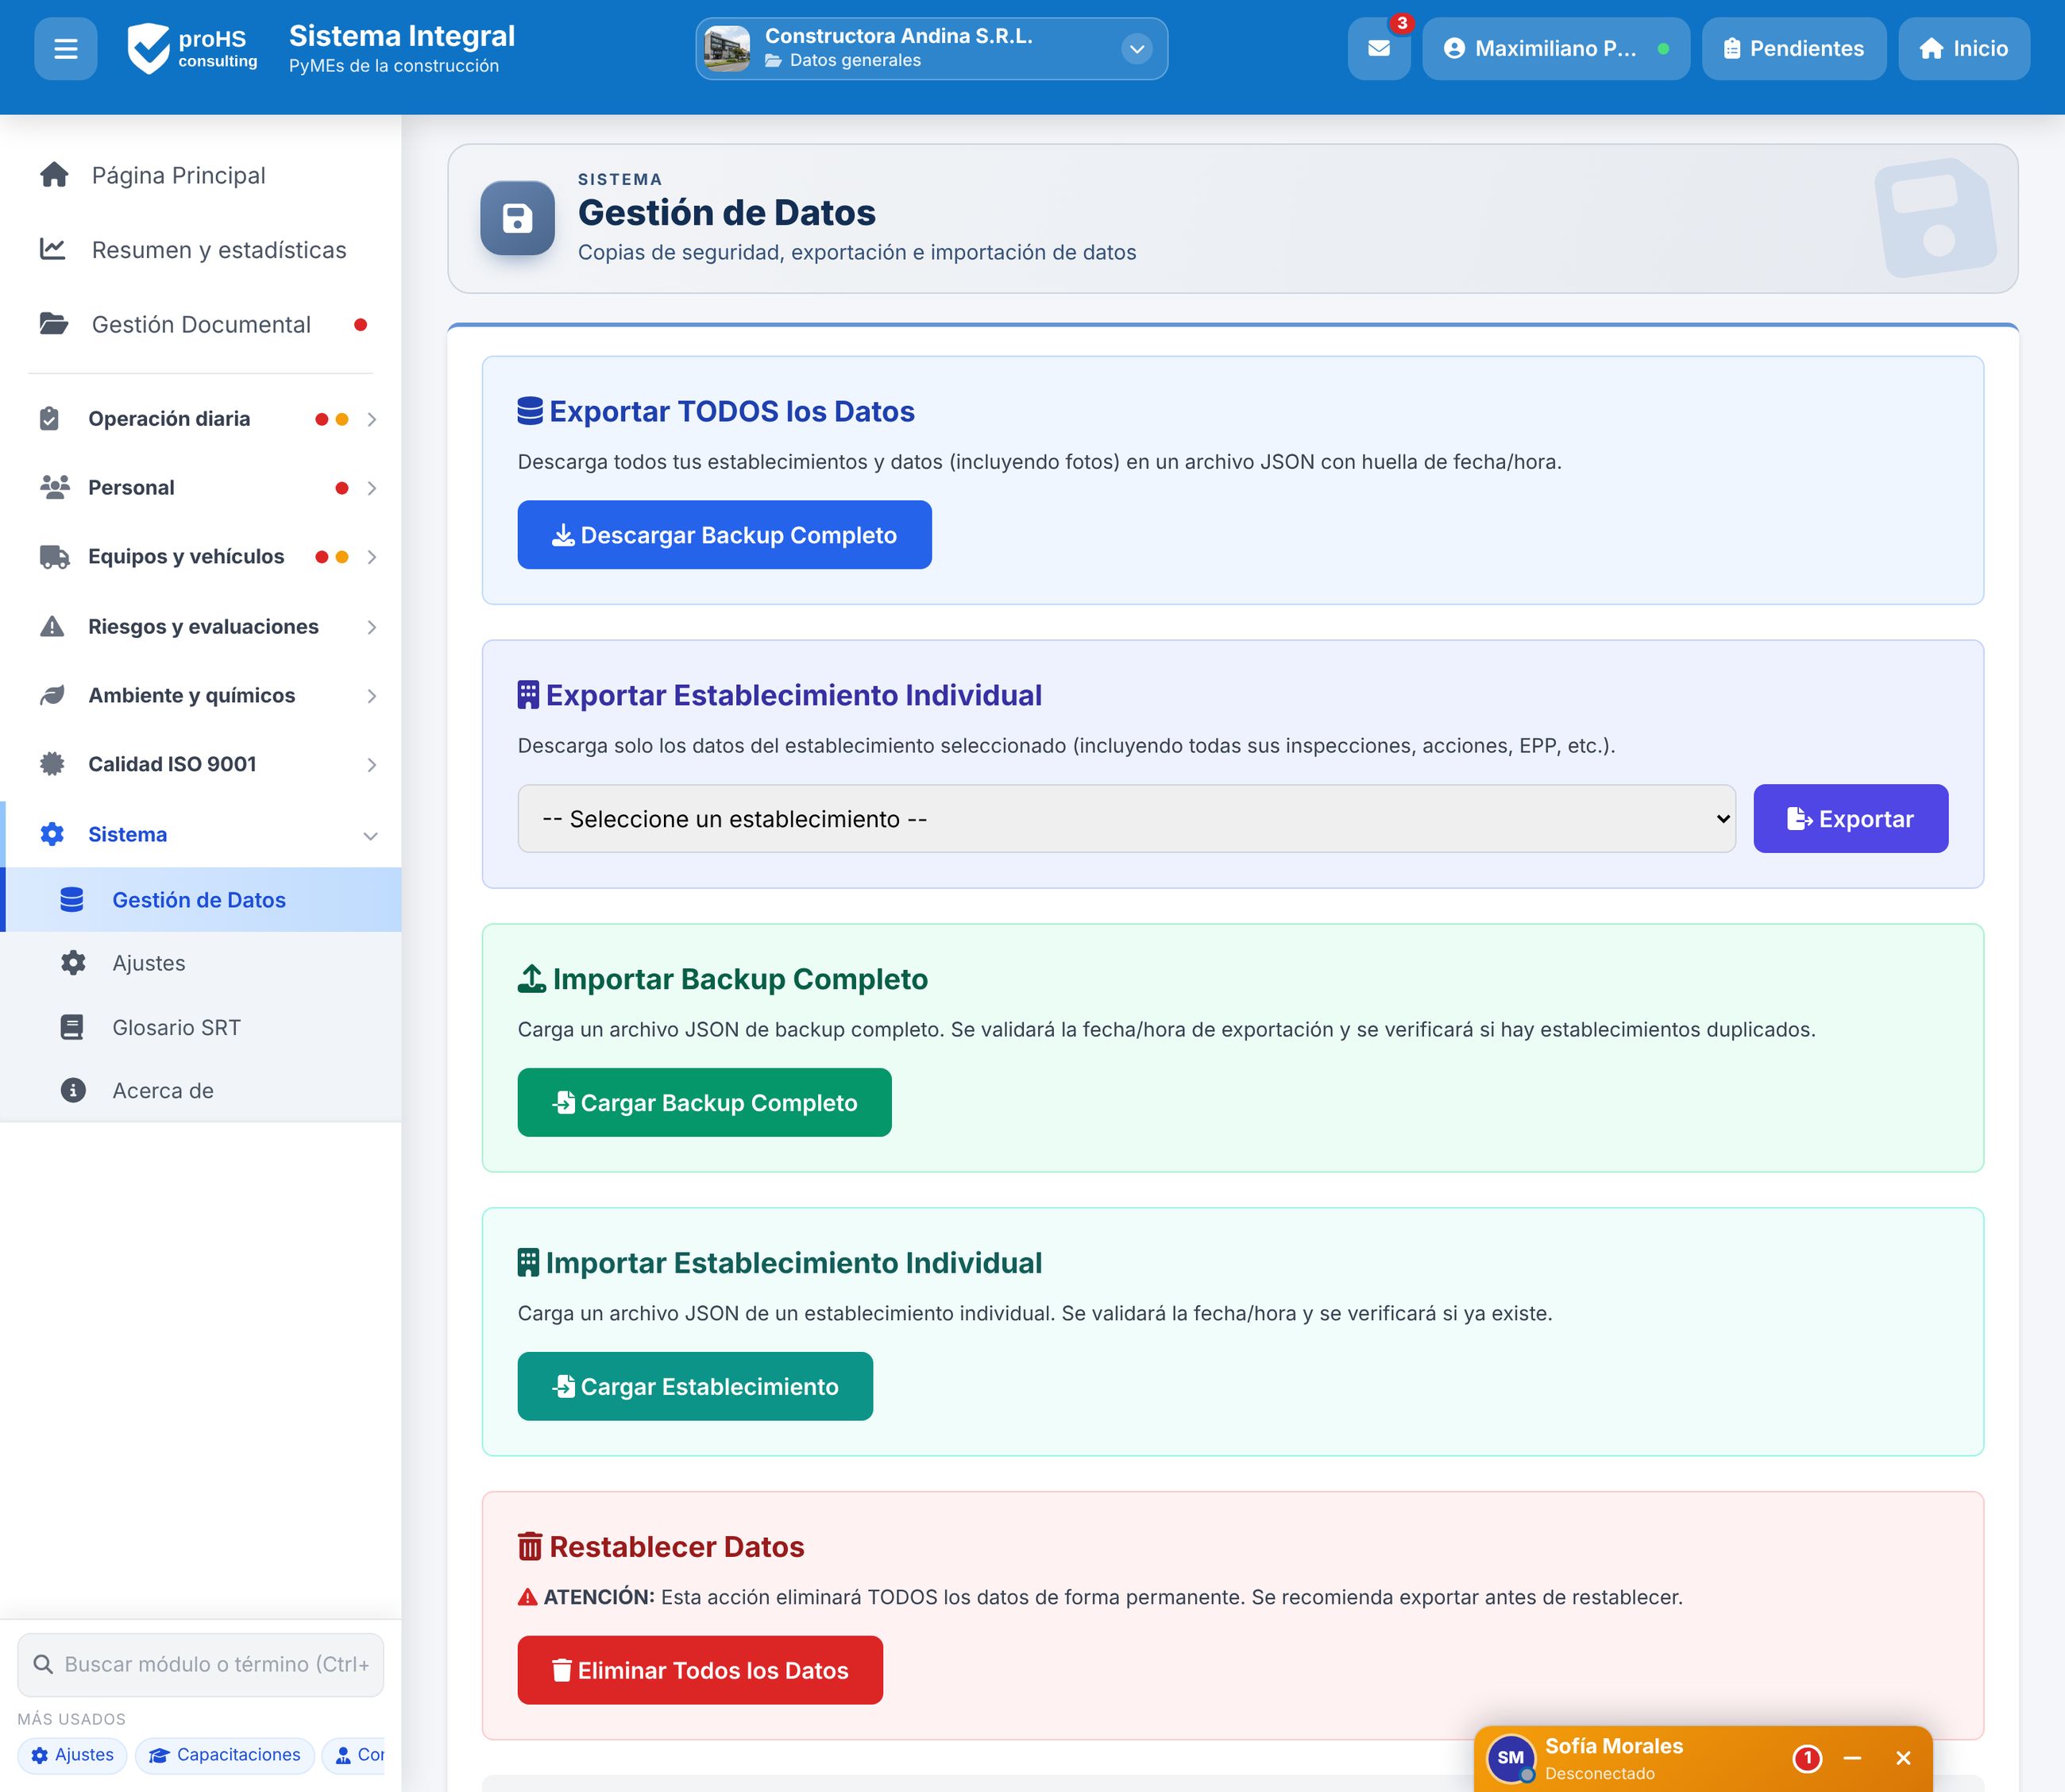 proHS
consulting
Sistema Integral
PyMEs de la construcción
Constructora Andina S.R.L.
Datos generales
3
Maximiliano P...
Pendientes
Inicio
Página Principal
Resumen y estadísticas
Gestión Documental
Operación diaria
Personal
Equipos y vehículos
Riesgos y evaluaciones
Ambiente y químicos
Calidad ISO 9001
Sistema
Gestión de Datos
Ajustes
Glosario SRT
Acerca de
Buscar módulo o término (Ctrl+
MÁS USADOS
Ajustes
Capacitaciones
SISTEMA
Gestión de Datos
Copias de seguridad, exportación e importación de datos
Exportar TODOS los Datos
Descarga todos tus establecimientos y datos (incluyendo fotos) en un archivo JSON con huella de fecha/hora.
Descargar Backup Completo
Exportar Establecimiento Individual
Descarga solo los datos del establecimiento seleccionado (incluyendo todas sus inspecciones, acciones, EPP, etc.).
-- Seleccione un establecimiento --
Exportar
Importar Backup Completo
Carga un archivo JSON de backup completo. Se validará la fecha/hora de exportación y se verificará si hay establecimientos duplicados.
Cargar Backup Completo
Importar Establecimiento Individual
Carga un archivo JSON de un establecimiento individual. Se validará la fecha/hora y se verificará si ya existe.
Cargar Establecimiento
Restablecer Datos
ATENCIÓN: Esta acción eliminará TODOS los datos de forma permanente. Se recomienda exportar antes de restablecer.
Eliminar Todos los Datos
SM
Sofía Morales
Desconectado
1